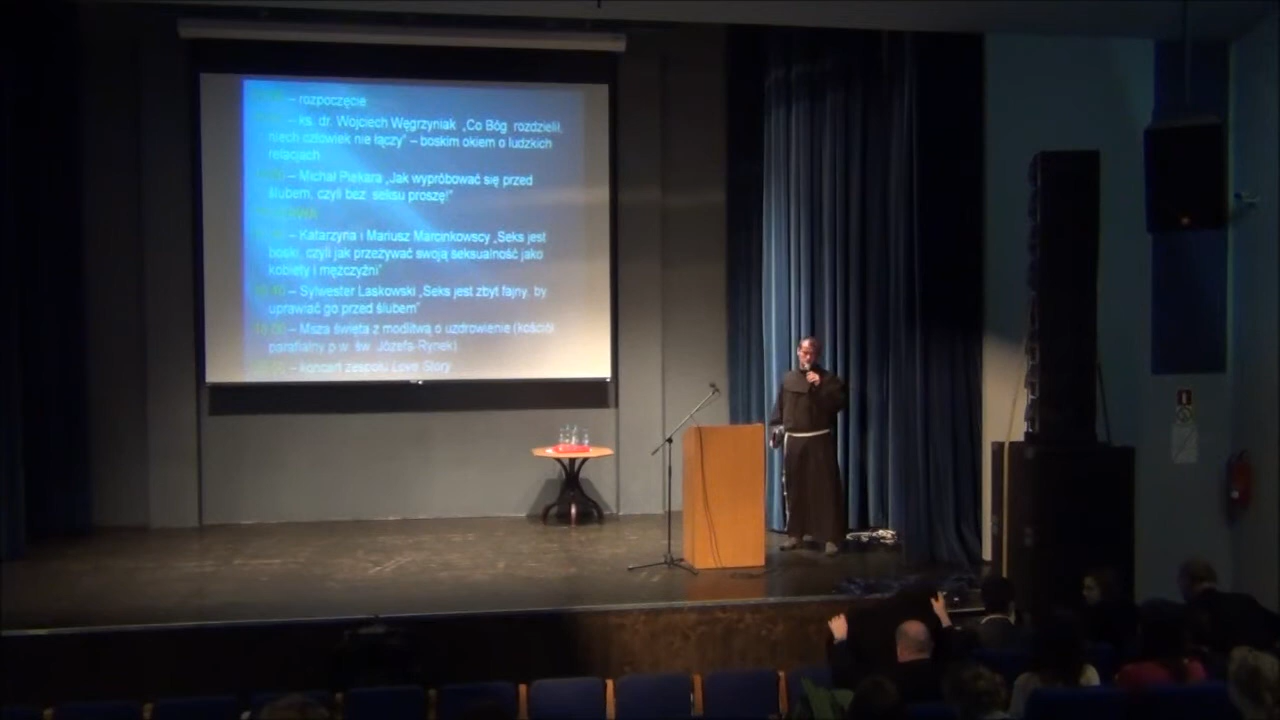 – rozpoczęcie
– ks. dr. Wojciech Węgrzyniak „Co Bóg rozdzielił,
niech człowiek nie łączy" – boskim okiem o ludzkich
relacjach
– Michał Piekara „Jak wypróbować się przed
ślubem, czyli bez seksu proszę!"
– Katarzyna i Mariusz Marcinkowscy „Seks jest
boski, czyli jak przeżywać swoją seksualność jako
kobiety i mężczyźni"
– Sylwester Laskowski „Seks jest zbyt fajny, by
uprawiać go przed ślubem"
– Msza święta z modlitwą o uzdrowienie (kościół
parafialny p.w. św. Józefa-Rynek)
– koncert zespołu Love Story